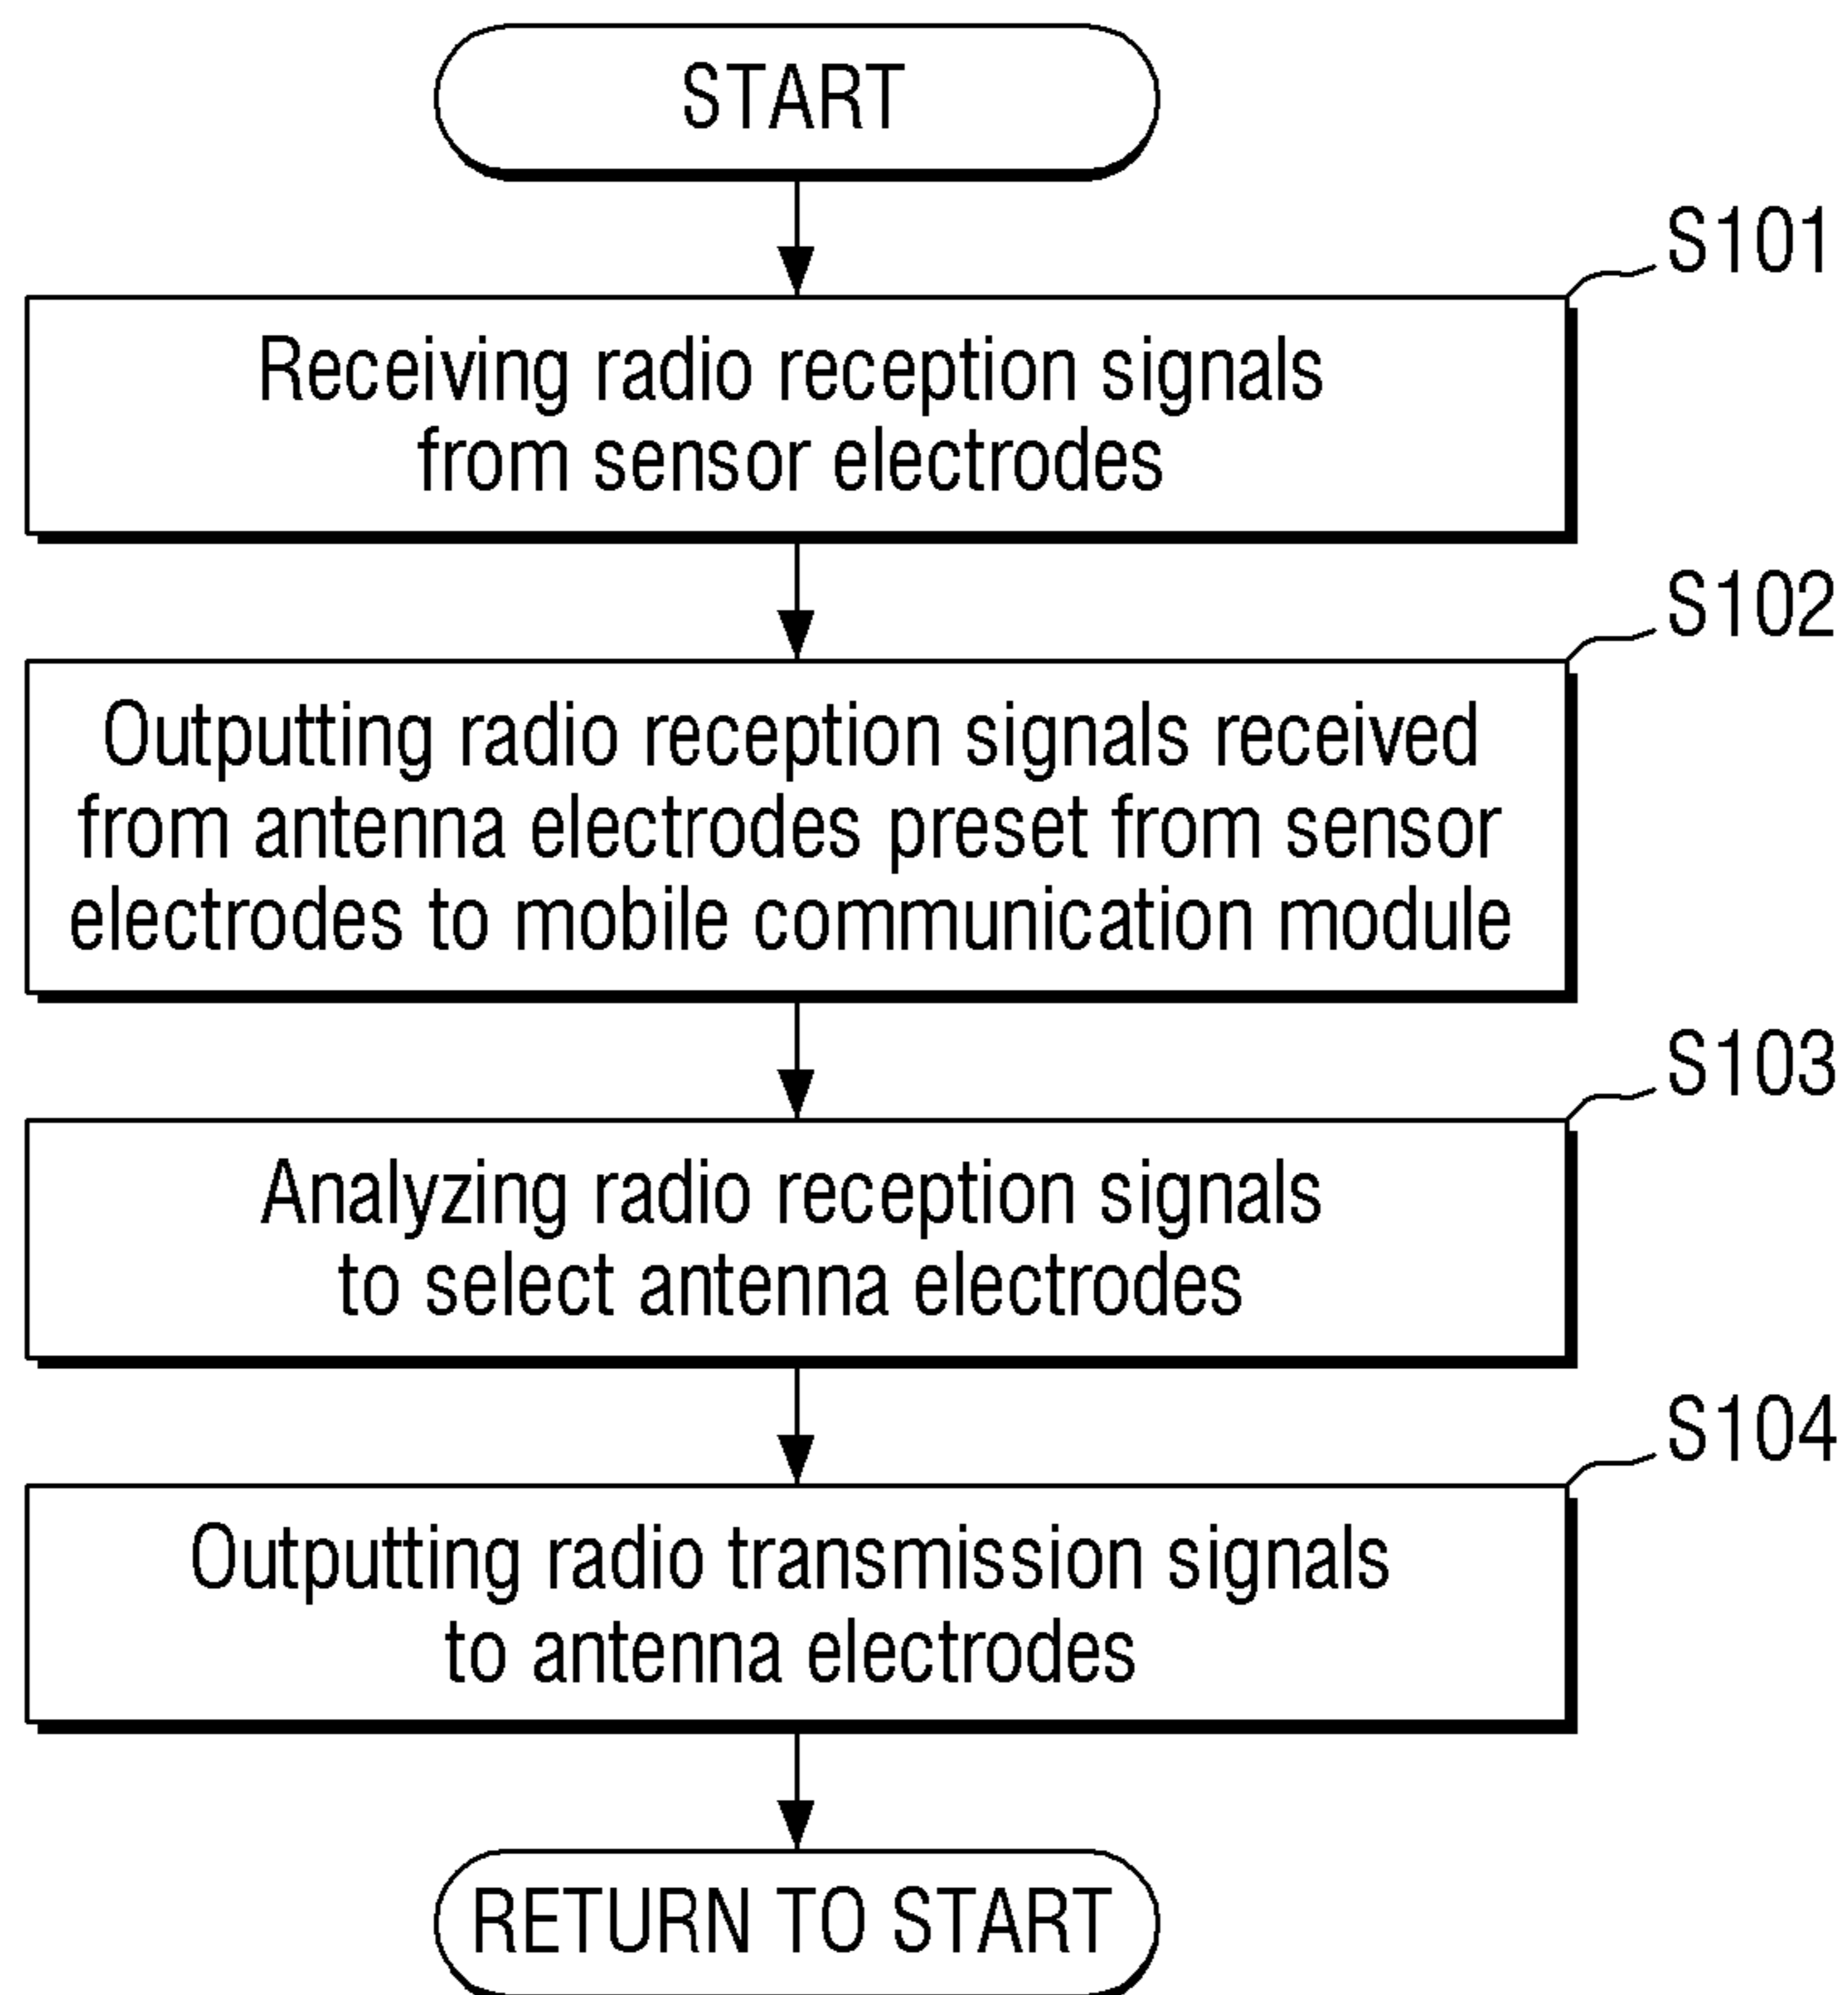 START
S101
Receiving radio reception signals
from sensor electrodes
S102
Outputting radio reception signals received
from antenna electrodes preset from sensor
electrodes to mobile communication module
S103
Analyzing radio reception signals
to select antenna electrodes
S104
Outputting radio transmission signals
to antenna electrodes
RETURN TO START